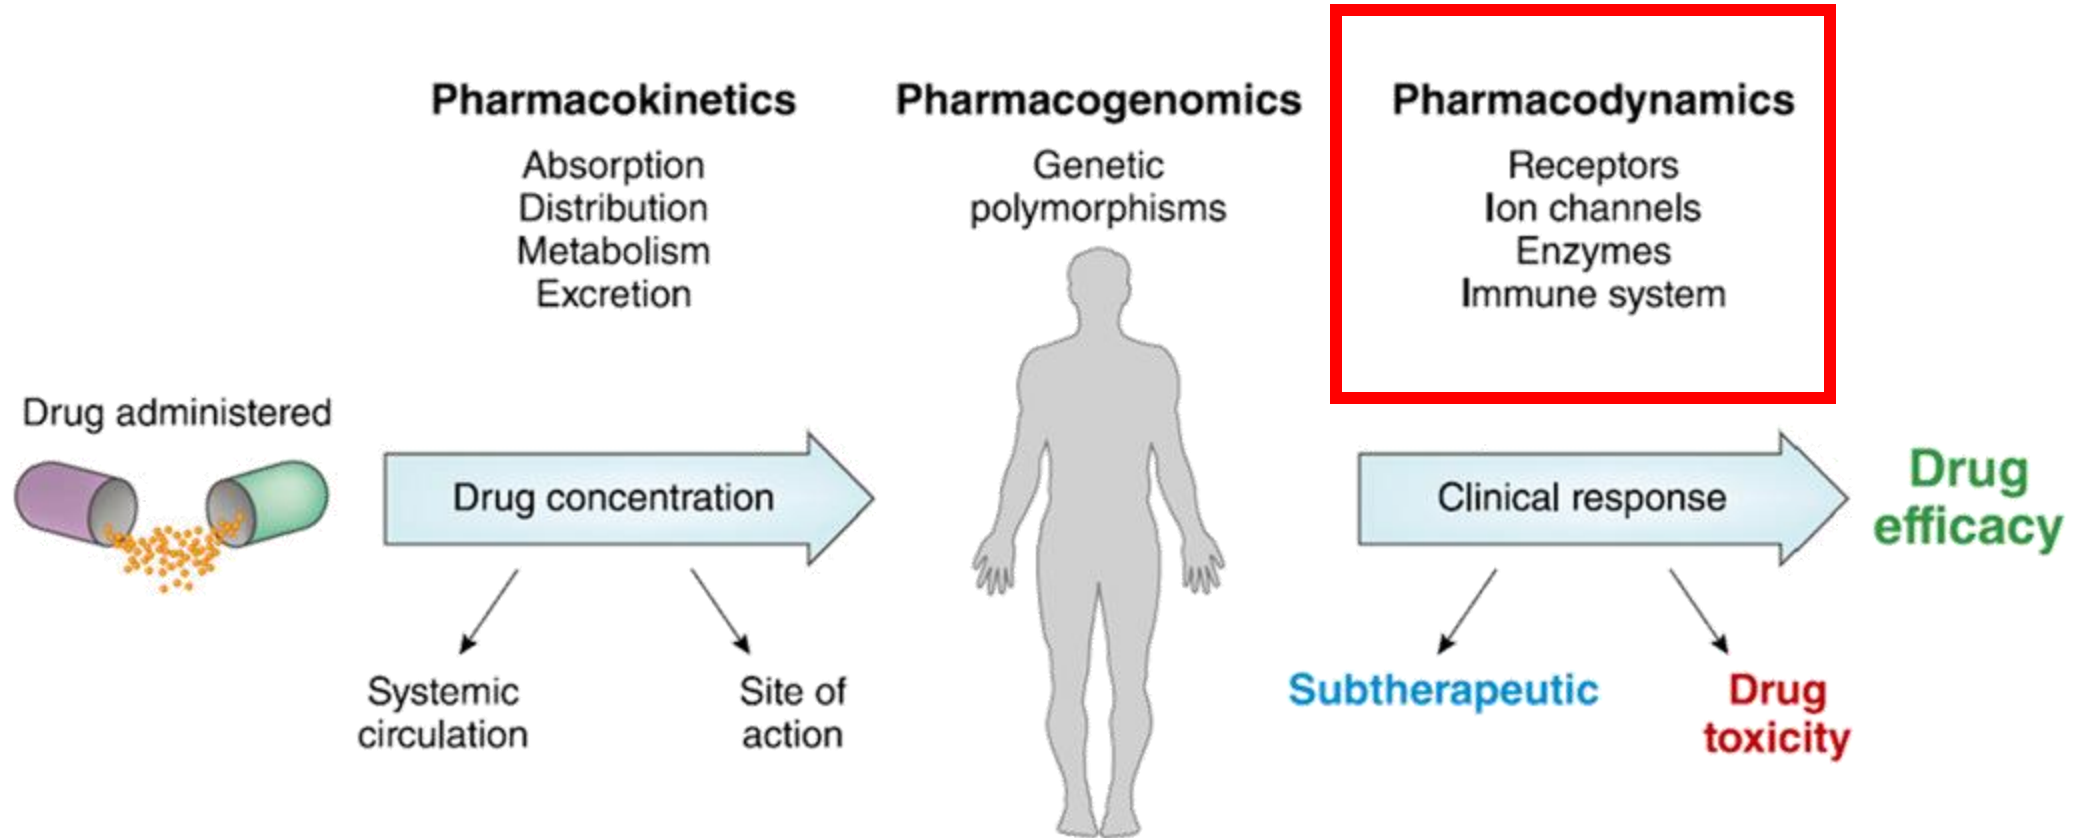 Pharmacokinetics
Absorption
Distribution
Metabolism
Excretion
Pharmacogenomics
Genetic
polymorphisms
Pharmacodynamics
Receptors
Ion channels
Enzymes
Immune system
Drug administered
Drug concentration
Clinical response
Drug
efficacy
Systemic
circulation
Site of
action
Subtherapeutic
Drug
toxicity